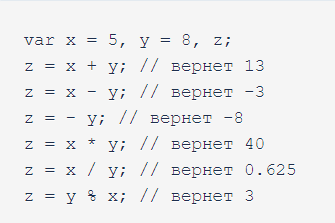 var x = 5, y = 8, z;
z = x + y; // вернет 13
z = x - y; // вернет -3
z = - y; // вернет -8
z = x * y; // вернет 40
z = x / y; // вернет 0.625
z = y % x; // вернет 3